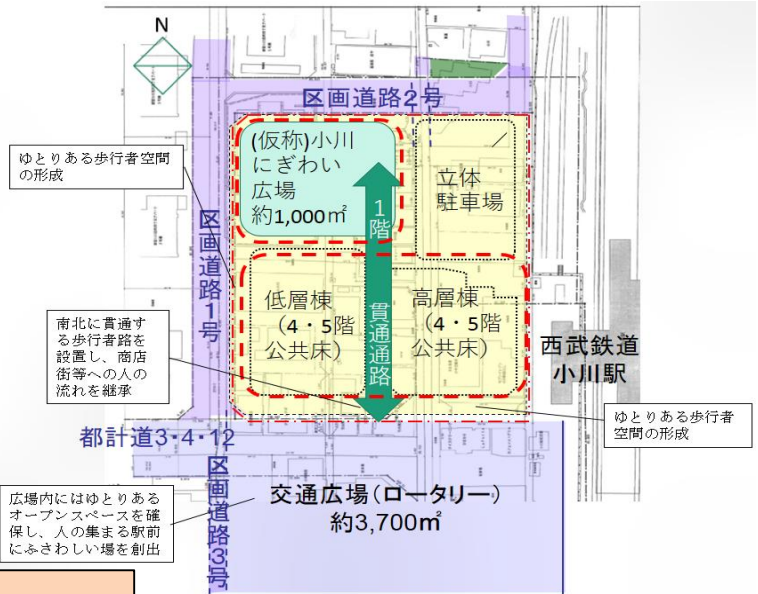 N
区画道路2号
(仮称)小川
にぎわい
広場
約1,000㎡
立体
駐車場
ゆとりある歩行者空間
の形成
区画道路1号
1階 貫通通路
低層棟
(4・5階
公共床)
高層棟
(4・5階
公共床)
西武鉄道
小川駅
南北に貫通す
る歩行者路を
設置し、商店
街等への人の
流れを継承
ゆとりある歩行者
空間の形成
都計道3・4・12
区画道路3号
交通広場(ロータリー)
約3,700㎡
広場内にはゆとりある
オープンスペースを確
保し、人の集まる駅前
にふさわしい場を創出